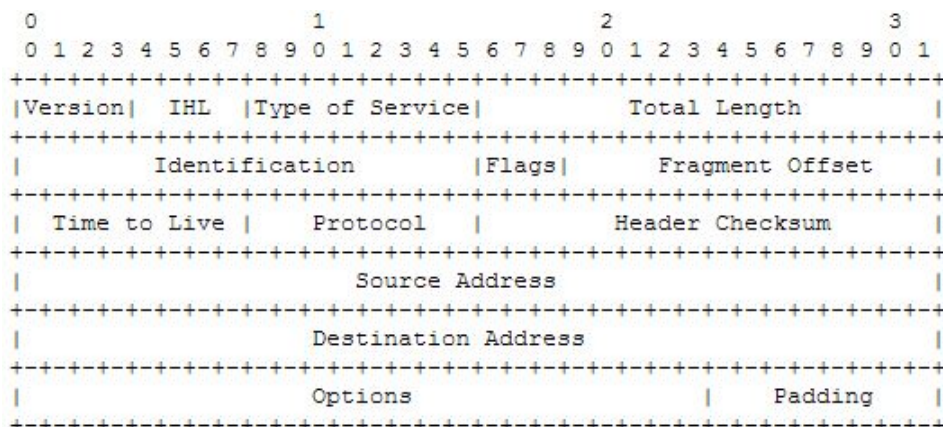 0                   1                   2                   3
0 1 2 3 4 5 6 7 8 9 0 1 2 3 4 5 6 7 8 9 0 1 2 3 4 5 6 7 8 9 0 1
+-+-+-+-+-+-+-+-+-+-+-+-+-+-+-+-+-+-+-+-+-+-+-+-+-+-+-+-+-+-+-+-+
|Version|  IHL  |Type of Service|          Total Length         |
+-+-+-+-+-+-+-+-+-+-+-+-+-+-+-+-+-+-+-+-+-+-+-+-+-+-+-+-+-+-+-+-+
|         Identification        |Flags|      Fragment Offset    |
+-+-+-+-+-+-+-+-+-+-+-+-+-+-+-+-+-+-+-+-+-+-+-+-+-+-+-+-+-+-+-+-+
|  Time to Live |    Protocol   |         Header Checksum       |
+-+-+-+-+-+-+-+-+-+-+-+-+-+-+-+-+-+-+-+-+-+-+-+-+-+-+-+-+-+-+-+-+
|                       Source Address                          |
+-+-+-+-+-+-+-+-+-+-+-+-+-+-+-+-+-+-+-+-+-+-+-+-+-+-+-+-+-+-+-+-+
|                    Destination Address                        |
+-+-+-+-+-+-+-+-+-+-+-+-+-+-+-+-+-+-+-+-+-+-+-+-+-+-+-+-+-+-+-+-+
|                    Options                    |    Padding    |
+-+-+-+-+-+-+-+-+-+-+-+-+-+-+-+-+-+-+-+-+-+-+-+-+-+-+-+-+-+-+-+-+